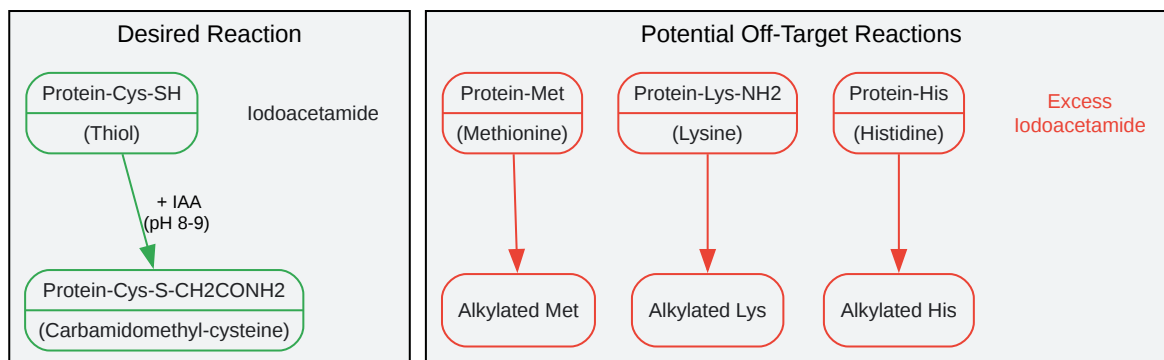 Desired Reaction
Protein-Cys-SH
(Thiol)
Iodoacetamide
+ IAA
(pH 8-9)
Protein-Cys-S-CH2CONH2
(Carbamidomethyl-cysteine)
Potential Off-Target Reactions
Protein-Met
(Methionine)
Protein-Lys-NH2
(Lysine)
Protein-His
(Histidine)
Excess
Iodoacetamide
Alkylated Met
Alkylated Lys
Alkylated His